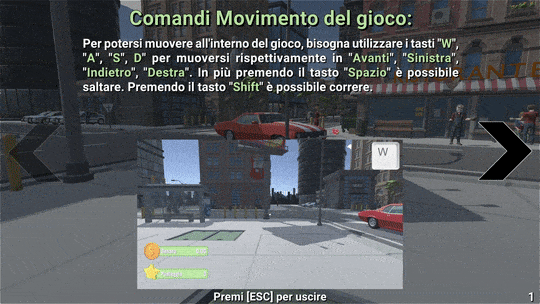 Comandi Movimento del gioco:
Per potersi muovere all'interno del gioco, bisogna utilizzare i tasti "W",
"A", "S", D" per muoversi rispettivamente in "Avanti", "Sinistra",
"Indietro", "Destra". In più premendo il tasto "Spazio" è possibile
saltare. Premendo il tasto "Shift" è possibile correre.
W
Premi [ESC] per uscire
1